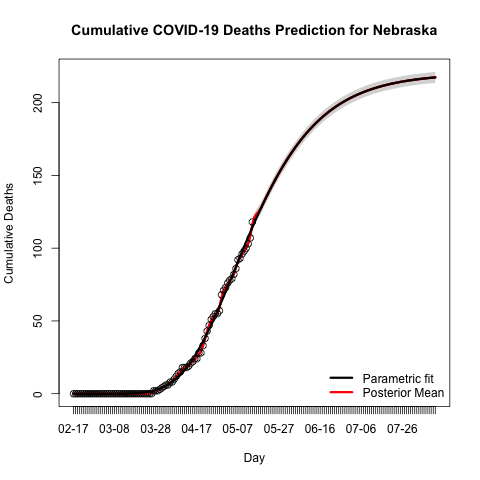 Cumulative COVID-19 Deaths Prediction for Nebraska
Cumulative Deaths
200
150
100
50
0
Parametric fit
Posterior Mean
02-17 03-08 03-28 04-17 05-07 05-27 06-16 07-06 07-26
Day